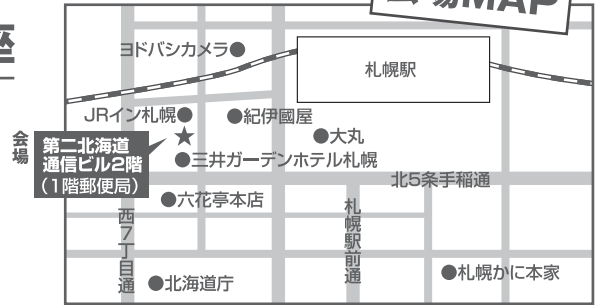 会場MAP
座
ヨドバシカメラ
札幌駅
JRイン札幌
紀伊國屋
大丸
会場
第二北海道
通信ビル2階
（1階郵便局）
三井ガーデンホテル札幌
北5条手稲通
六花亭本店
西7丁目通
札幌駅前通
北海道庁
札幌かに本家